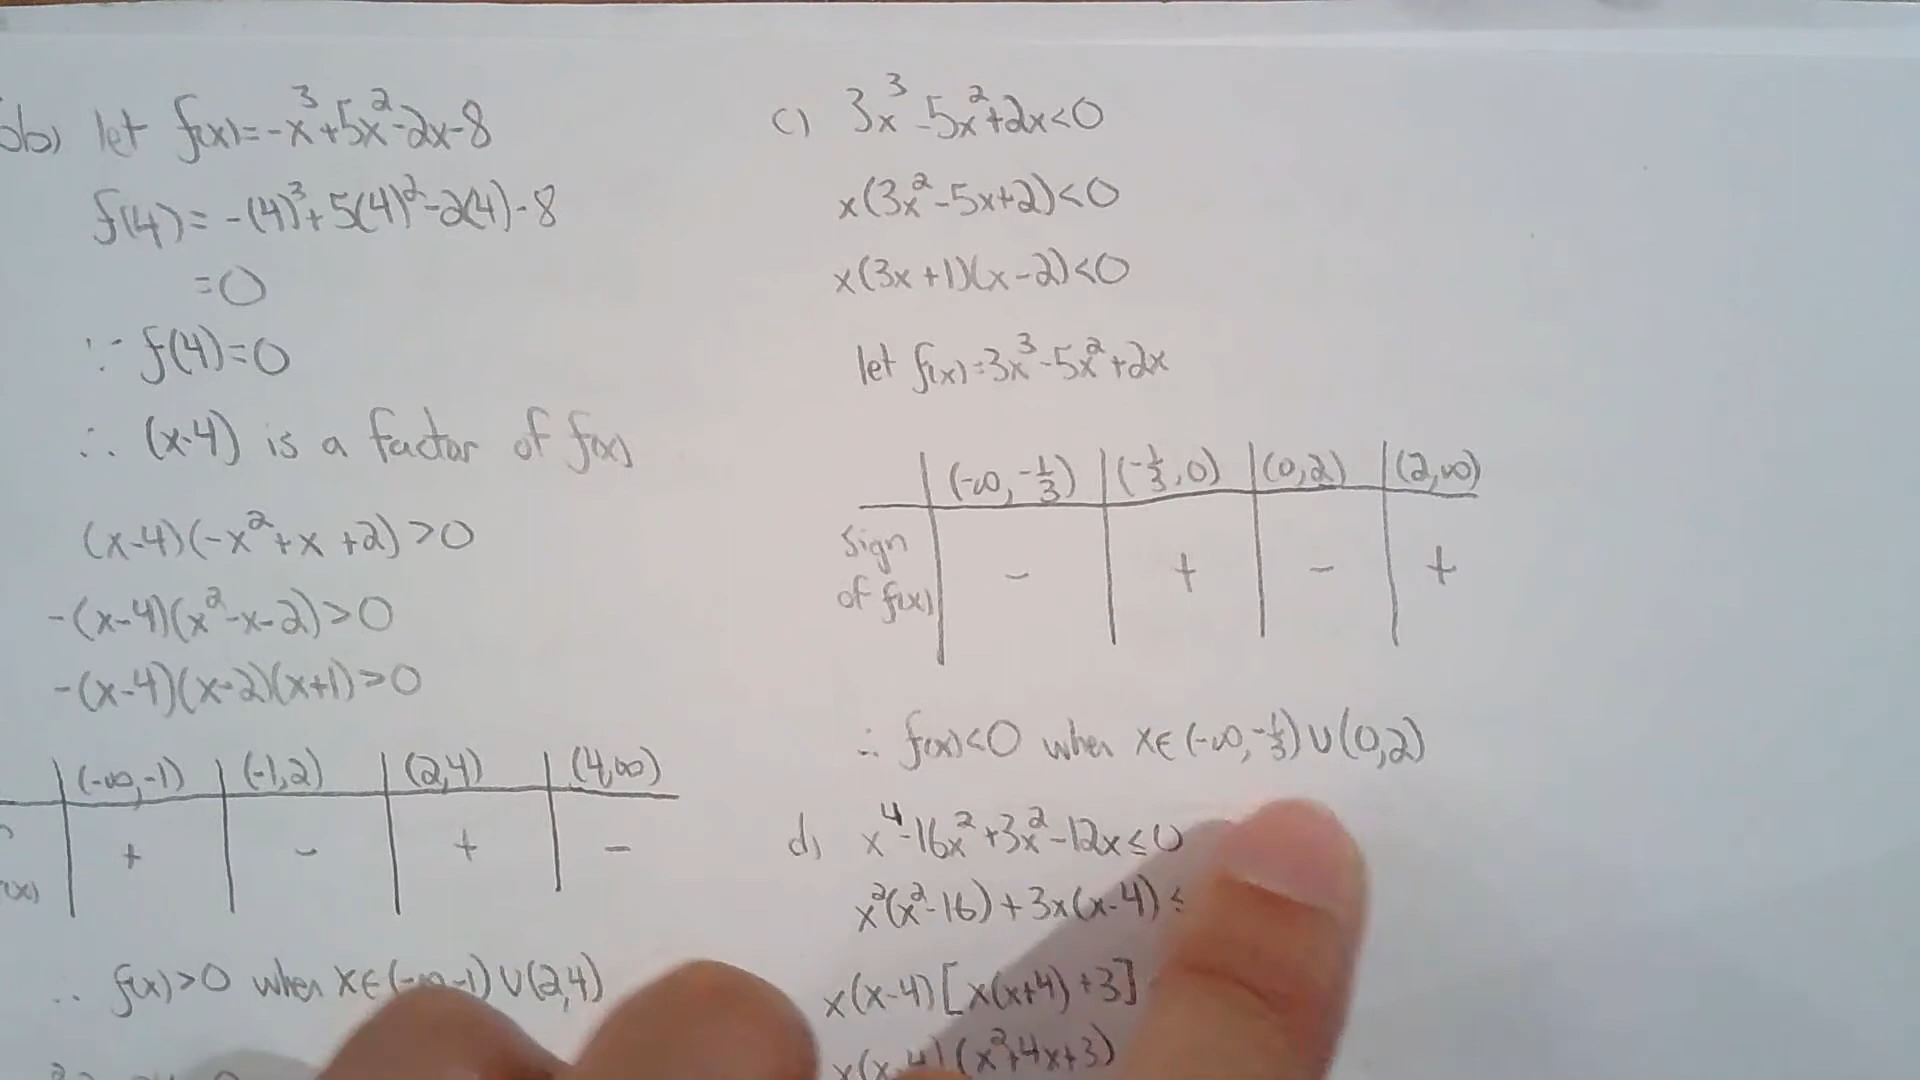 5b) let f(x)=-x³+5x²-2x-8
f(4)= -(4)³+5(4)²-2(4)-8
=0
∵ f(4)=0
∴ (x-4) is a factor of f(x)
(x-4)(-x²+x+2)>0
-(x-4)(x²-x-2)>0
-(x-4)(x-2)(x+1)>0
(-∞,-1) (-1,2) (2,4) (4,∞)
+ - + -
∴ f(x)>0 when x∈(-∞,-1)∪(2,4)
c) 3x³-5x²+2x<0
x(3x²-5x+2)<0
x(3x+1)(x-2)<0
let f(x)=3x³-5x²+2x
(-∞,-1/3) (-1/3,0) (0,2) (2,∞)
Sign
of f(x) - + - +
∴ f(x)<0 when x∈(-∞,-1/3)∪(0,2)
d) x⁴-16x²+3x²-12x≤0
x²(x²-16)+3x(x-4)≤
x(x-4)[x(x+4)+3]
x(x-4)(x²+4x+3)